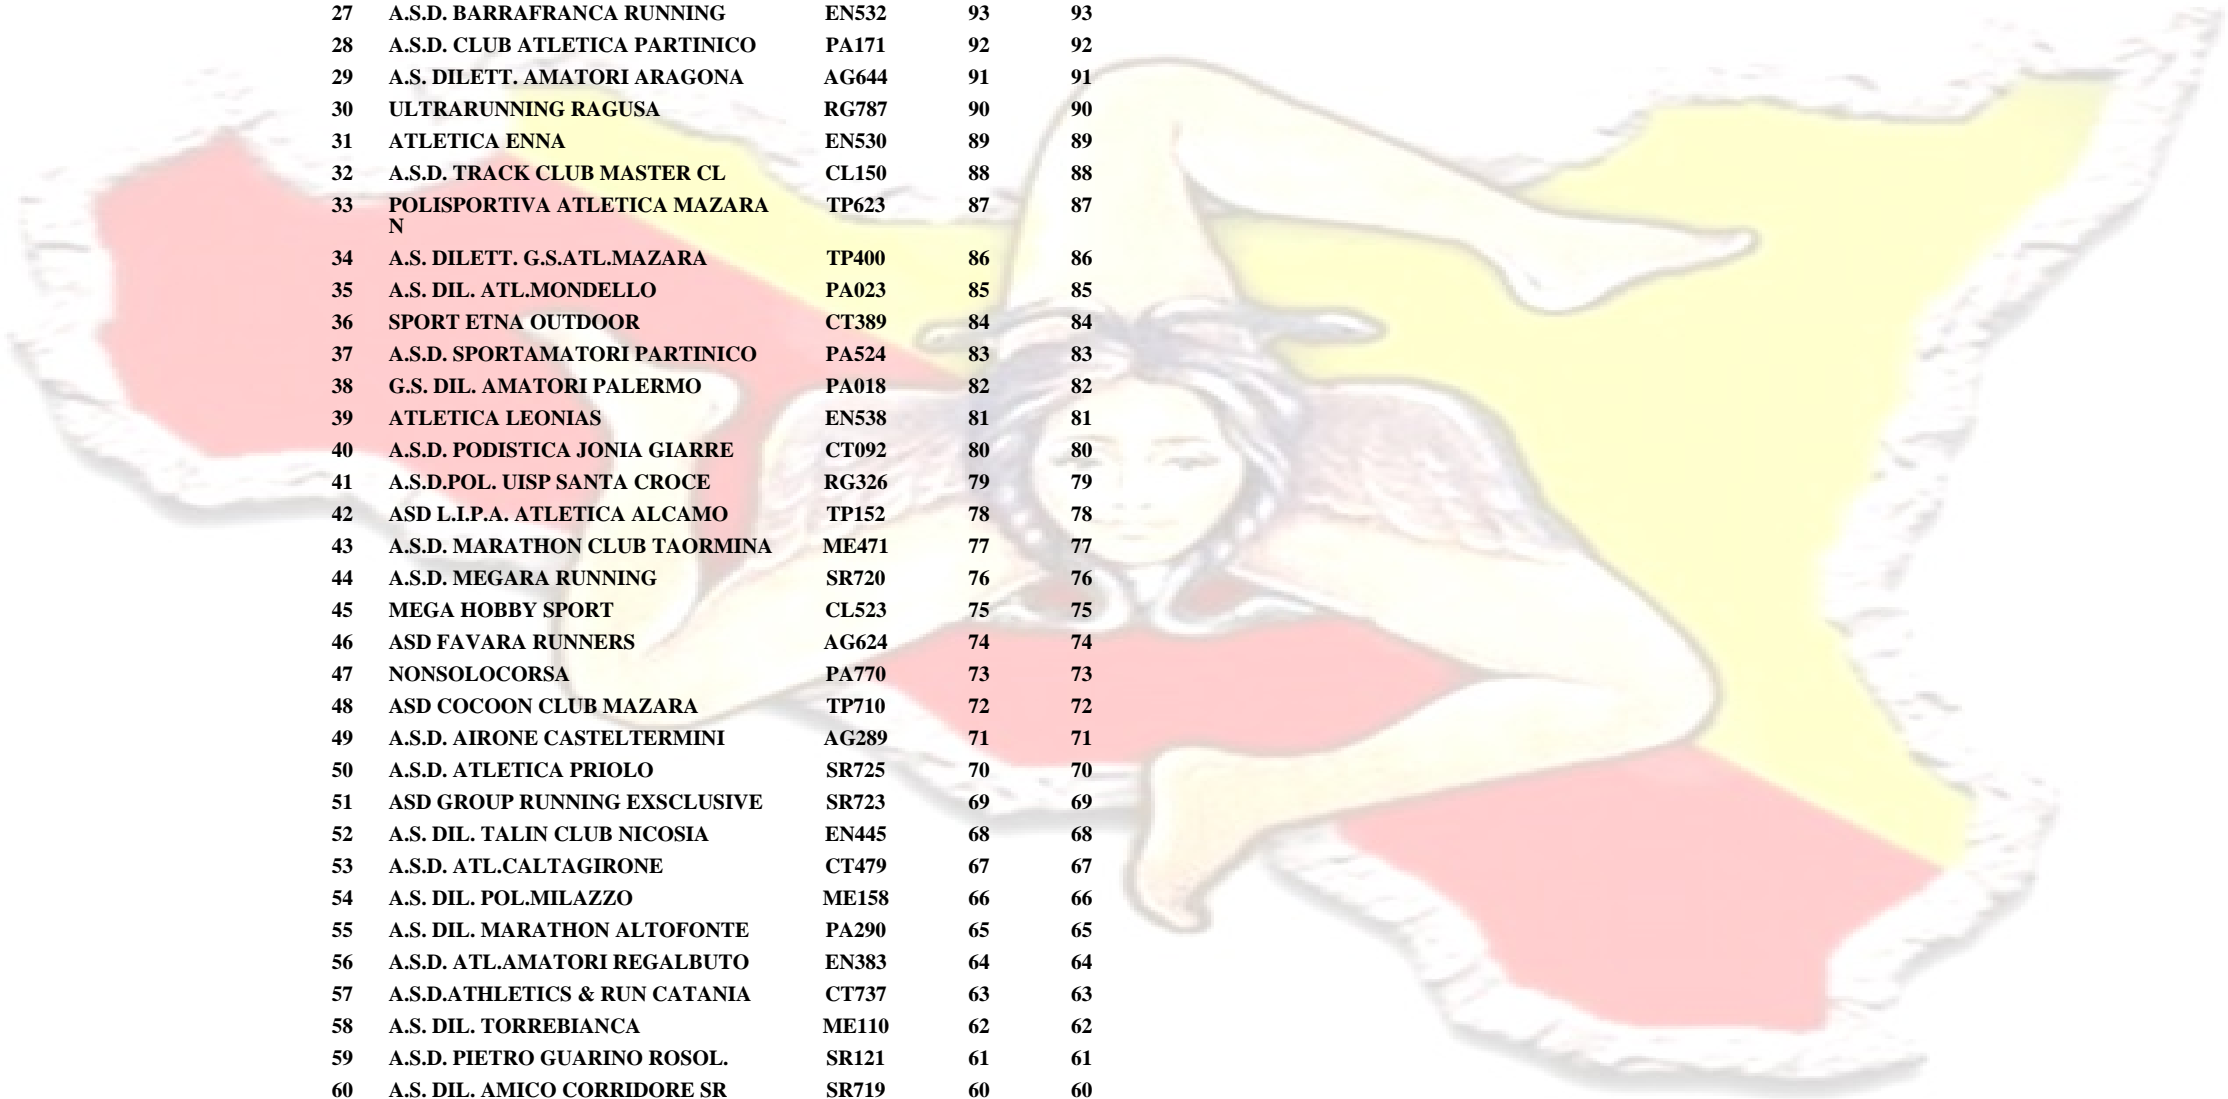 27 A.S.D. BARRAFRANCA RUNNING EN532 93 93
28 A.S.D. CLUB ATLETICA PARTINICO PA171 92 92
29 A.S. DILETT. AMATORI ARAGONA AG644 91 91
30 ULTRARUNNING RAGUSA RG787 90 90
31 ATLETICA ENNA EN530 89 89
32 A.S.D. TRACK CLUB MASTER CL CL150 88 88
33 POLISPORTIVA ATLETICA MAZARA TP623 87 87
N
34 A.S. DILETT. G.S.ATL.MAZARA TP400 86 86
35 A.S. DIL. ATL.MONDELLO PA023 85 85
36 SPORT ETNA OUTDOOR CT389 84 84
37 A.S.D. SPORTAMATORI PARTINICO PA524 83 83
38 G.S. DIL. AMATORI PALERMO PA018 82 82
39 ATLETICA LEONIAS EN538 81 81
40 A.S.D. PODISTICA JONIA GIARRE CT092 80 80
41 A.S.D.POL. UISP SANTA CROCE RG326 79 79
42 ASD L.I.P.A. ATLETICA ALCAMO TP152 78 78
43 A.S.D. MARATHON CLUB TAORMINA ME471 77 77
44 A.S.D. MEGARA RUNNING SR720 76 76
45 MEGA HOBBY SPORT CL523 75 75
46 ASD FAVARA RUNNERS AG624 74 74
47 NONSOLOCORSA PA770 73 73
48 ASD COCOON CLUB MAZARA TP710 72 72
49 A.S.D. AIRONE CASTELTERMINI AG289 71 71
50 A.S.D. ATLETICA PRIOLO SR725 70 70
51 ASD GROUP RUNNING EXSCLUSIVE SR723 69 69
52 A.S. DIL. TALIN CLUB NICOSIA EN445 68 68
53 A.S.D. ATL.CALTAGIRONE CT479 67 67
54 A.S. DIL. POL.MILAZZO ME158 66 66
55 A.S. DIL. MARATHON ALTOFONTE PA290 65 65
56 A.S.D. ATL.AMATORI REGALBUTO EN383 64 64
57 A.S.D.ATHLETICS & RUN CATANIA CT737 63 63
58 A.S. DIL. TORREBIANCA ME110 62 62
59 A.S.D. PIETRO GUARINO ROSOL. SR121 61 61
60 A.S. DIL. AMICO CORRIDORE SR SR719 60 60